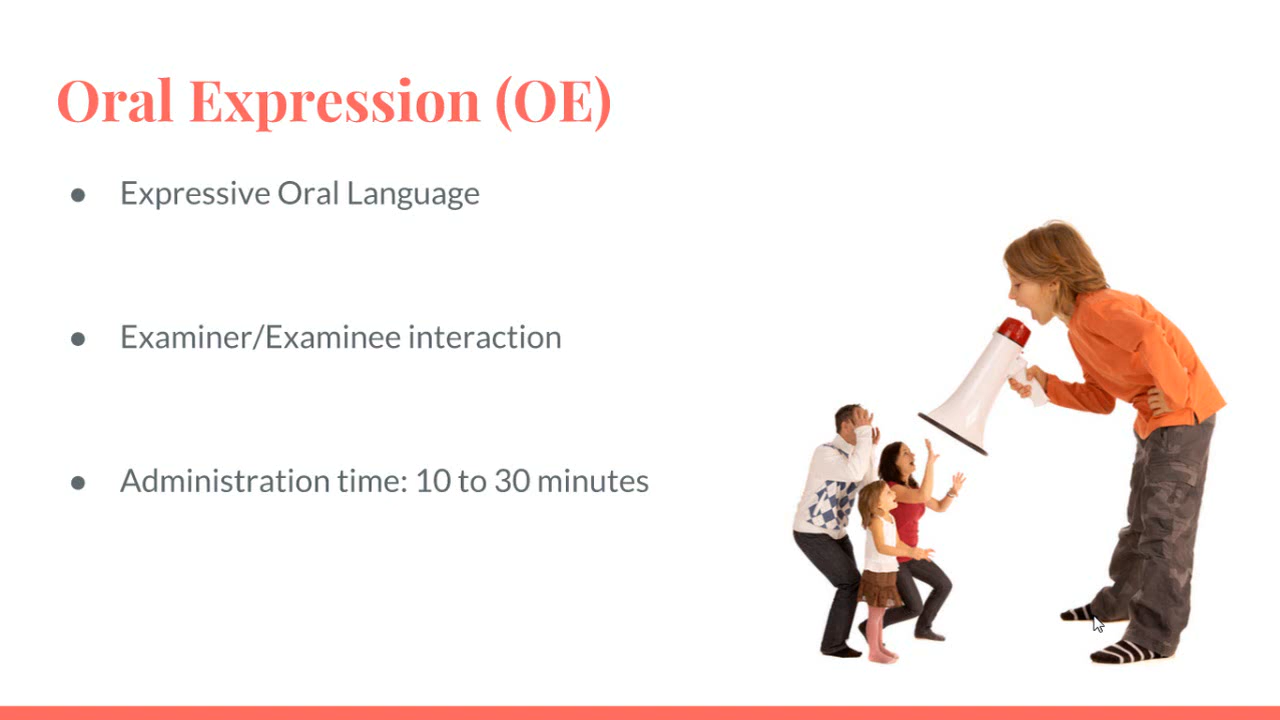 Oral Expression (OE)
● Expressive Oral Language
● Examiner/Examinee interaction
● Administration time: 10 to 30 minutes